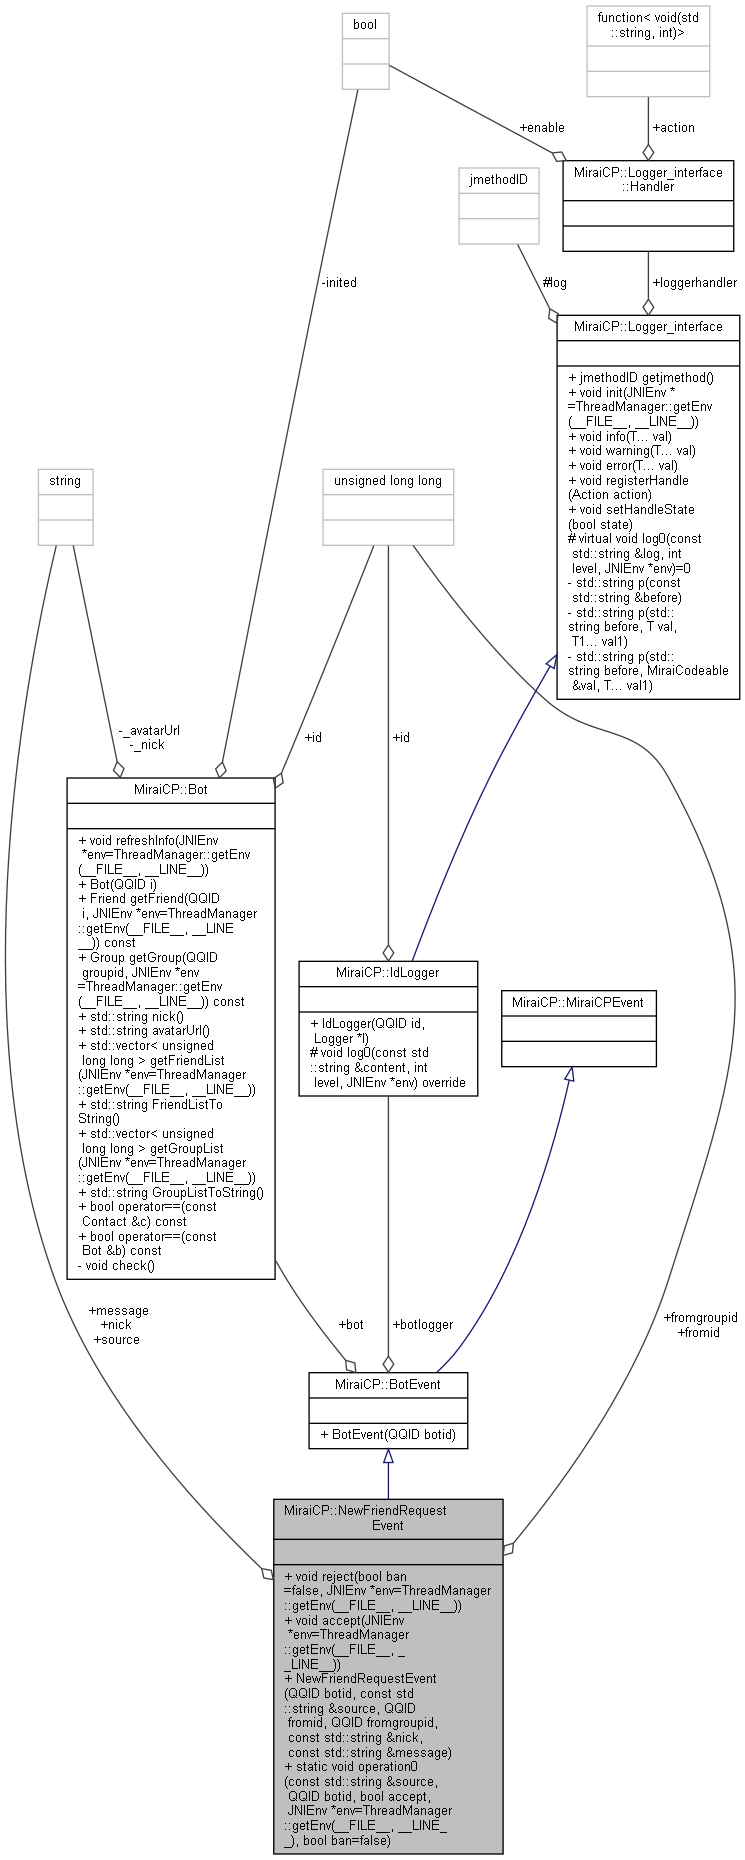 bool
function< void(std
::string, int)>
+enable
+action
jmethodID
MiraiCP::Logger_interface
::Handler
-inited
#log
+loggerhandler
MiraiCP::Logger_interface
+ jmethodID getjmethod()
+ void init(JNIEnv *
=ThreadManager::getEnv
(__FILE__, __LINE__))
+ void info(T... val)
+ void warning(T... val)
+ void error(T... val)
+ void registerHandle
(Action action)
+ void setHandleState
(bool state)
# virtual void log0(const
std::string &log, int
level, JNIEnv *env)=0
- std::string p(const
std::string &before)
- std::string p(std::
string before, T val,
T1... val1)
- std::string p(std::
string before, MiraiCodeable
&val, T... val1)
string
unsigned long long
-_avatarUrl
-_nick
+id
+id
MiraiCP::Bot
+ void refreshInfo(JNIEnv
*env=ThreadManager::getEnv
(__FILE__, __LINE__))
+ Bot(QQID i)
+ Friend getFriend(QQID
i, JNIEnv *env=ThreadManager
::getEnv(__FILE__, __LINE
__)) const
+ Group getGroup(QQID
groupid, JNIEnv *env
=ThreadManager::getEnv
(__FILE__, __LINE__)) const
+ std::string nick()
+ std::string avatarUrl()
+ std::vector< unsigned
long long > getFriendList
(JNIEnv *env=ThreadManager
::getEnv(__FILE__, __LINE__))
+ std::string FriendListTo
String()
+ std::vector< unsigned
long long > getGroupList
(JNIEnv *env=ThreadManager
::getEnv(__FILE__, __LINE__))
+ std::string GroupListToString()
+ bool operator==(const
Contact &c) const
+ bool operator==(const
Bot &b) const
- void check()
MiraiCP::IdLogger
+ IdLogger(QQID id,
Logger *l)
# void log0(const std
::string &content, int
level, JNIEnv *env) override
MiraiCP::MiraiCPEvent
+message
+nick
+source
+bot
+botlogger
+fromgroupid
+fromid
MiraiCP::BotEvent
+ BotEvent(QQID botid)
MiraiCP::NewFriendRequest
Event
+ void reject(bool ban
=false, JNIEnv *env=ThreadManager
::getEnv(__FILE__, __LINE__))
+ void accept(JNIEnv
*env=ThreadManager
::getEnv(__FILE__, _
_LINE__))
+ NewFriendRequestEvent
(QQID botid, const std
::string &source, QQID
fromid, QQID fromgroupid,
const std::string &nick,
const std::string &message)
+ static void operation0
(const std::string &source,
QQID botid, bool accept,
JNIEnv *env=ThreadManager
::getEnv(__FILE__, __LINE_
_), bool ban=false)